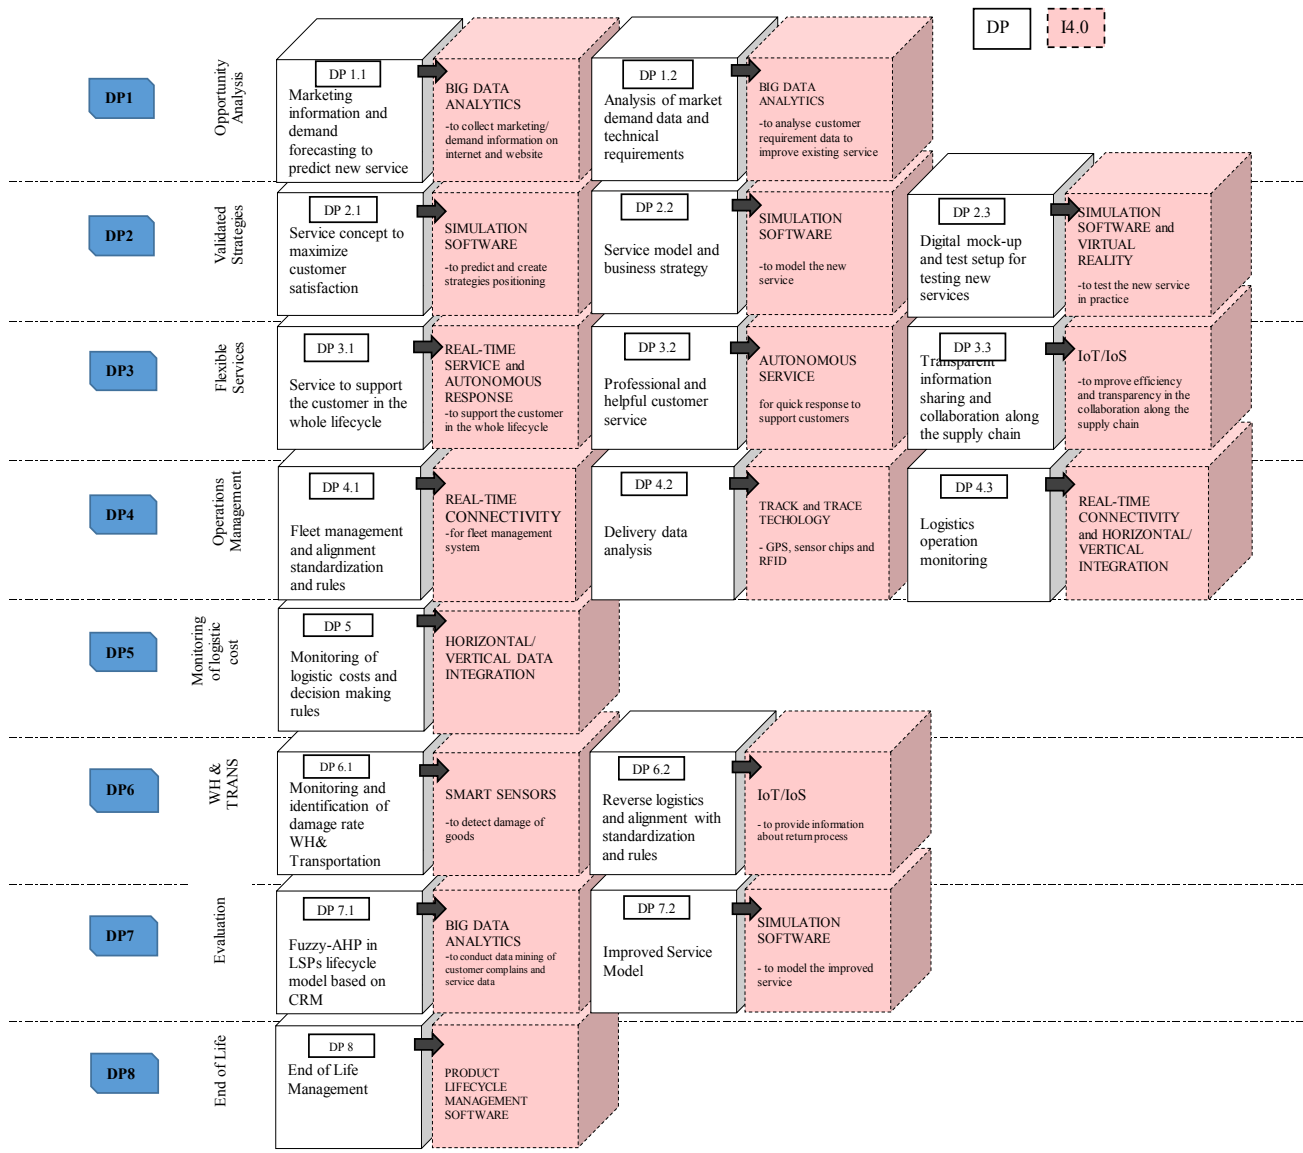 DP
I4.0
DP1
Opportunity
Analysis
DP 1.1
Marketing
information and
demand
forecasting to
predict new service
BIG DATA
ANALYTICS
-to collect marketing/
demand information on
internet and website
DP 1.2
Analysis of market
demand data and
technical
requirements
BIG DATA
ANALYTICS
-to analyse customer
requirement data to
improve existing service
DP2
Validated
Strategies
DP 2.1
Service concept to
maximize
customer
satisfaction
SIMULATION
SOFTWARE
-to predict and create
strategies positioning
DP 2.2
Service model and
business strategy
SIMULATION
SOFTWARE
-to model the new
service
DP 2.3
Digital mock-up
and test setup for
testing new
services
SIMULATION
SOFTWARE and
VIRTUAL
REALITY
-to test the new service
in practice
DP3
Flexible
Services
DP 3.1
Service to support
the customer in the
whole lifecycle
REAL-TIME
SERVICE and
AUTONOMOUS
RESPONSE
-to support the customer
in the whole lifecycle
DP 3.2
Professional and
helpful customer
service
AUTONOMOUS
SERVICE
for quick response to
support customers
DP 3.3
Transparent
information
sharing and
collaboration along
the supply chain
IoT/IoS
-to mprove efficiency
and transparency in the
collaboration along the
supply chain
DP4
Operations
Management
DP 4.1
Fleet management
and alignment
standardization
and rules
REAL-TIME
CONNECTIVITY
-for fleet management
system
DP 4.2
Delivery data
analysis
TRACK and TRACE
TECHOLOGY
- GPS, sensor chips and
RFID
DP 4.3
Logistics
operation
monitoring
REAL-TIME
CONNECTIVITY
and HORIZONTAL/
VERTICAL
INTEGRATION
DP5
Monitoring
of logistic
cost
DP 5
Monitoring of
logistic costs and
decision making
rules
HORIZONTAL/
VERTICAL DATA
INTEGRATION
DP6
WH &
TRANS
DP 6.1
Monitoring and
identification of
damage rate
WH&
Transportation
SMART SENSORS
-to detect damage of
goods
DP 6.2
Reverse logistics
and alignment with
standardization
and rules
IoT/IoS
- to provide information
about return process
DP7
Evaluation
DP 7.1
Fuzzy-AHP in
LSPs lifecycle
model based on
CRM
BIG DATA
ANALYTICS
-to conduct data mining of
customer complains and
service data
DP 7.2
Improved Service
Model
SIMULATION
SOFTWARE
- to model the improved
service
DP8
End of Life
DP 8
End of Life
Management
PRODUCT
LIFECYCLE
MANAGEMENT
SOFTWARE